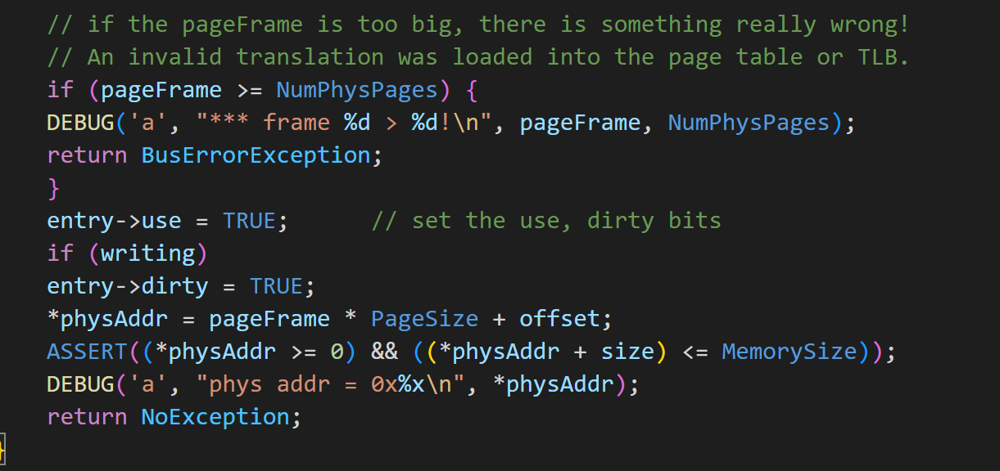 // if the pageFrame is too big, there is something really wrong!
// An invalid translation was loaded into the page table or TLB.
if (pageFrame >= NumPhysPages) {
DEBUG('a', "*** frame %d > %d!\n", pageFrame, NumPhysPages);
return BusErrorException;
}
entry->use = TRUE;      // set the use, dirty bits
if (writing)
entry->dirty = TRUE;
*physAddr = pageFrame * PageSize + offset;
ASSERT((*physAddr >= 0) && ((*physAddr + size) <= MemorySize));
DEBUG('a', "phys addr = 0x%x\n", *physAddr);
return NoException;
}